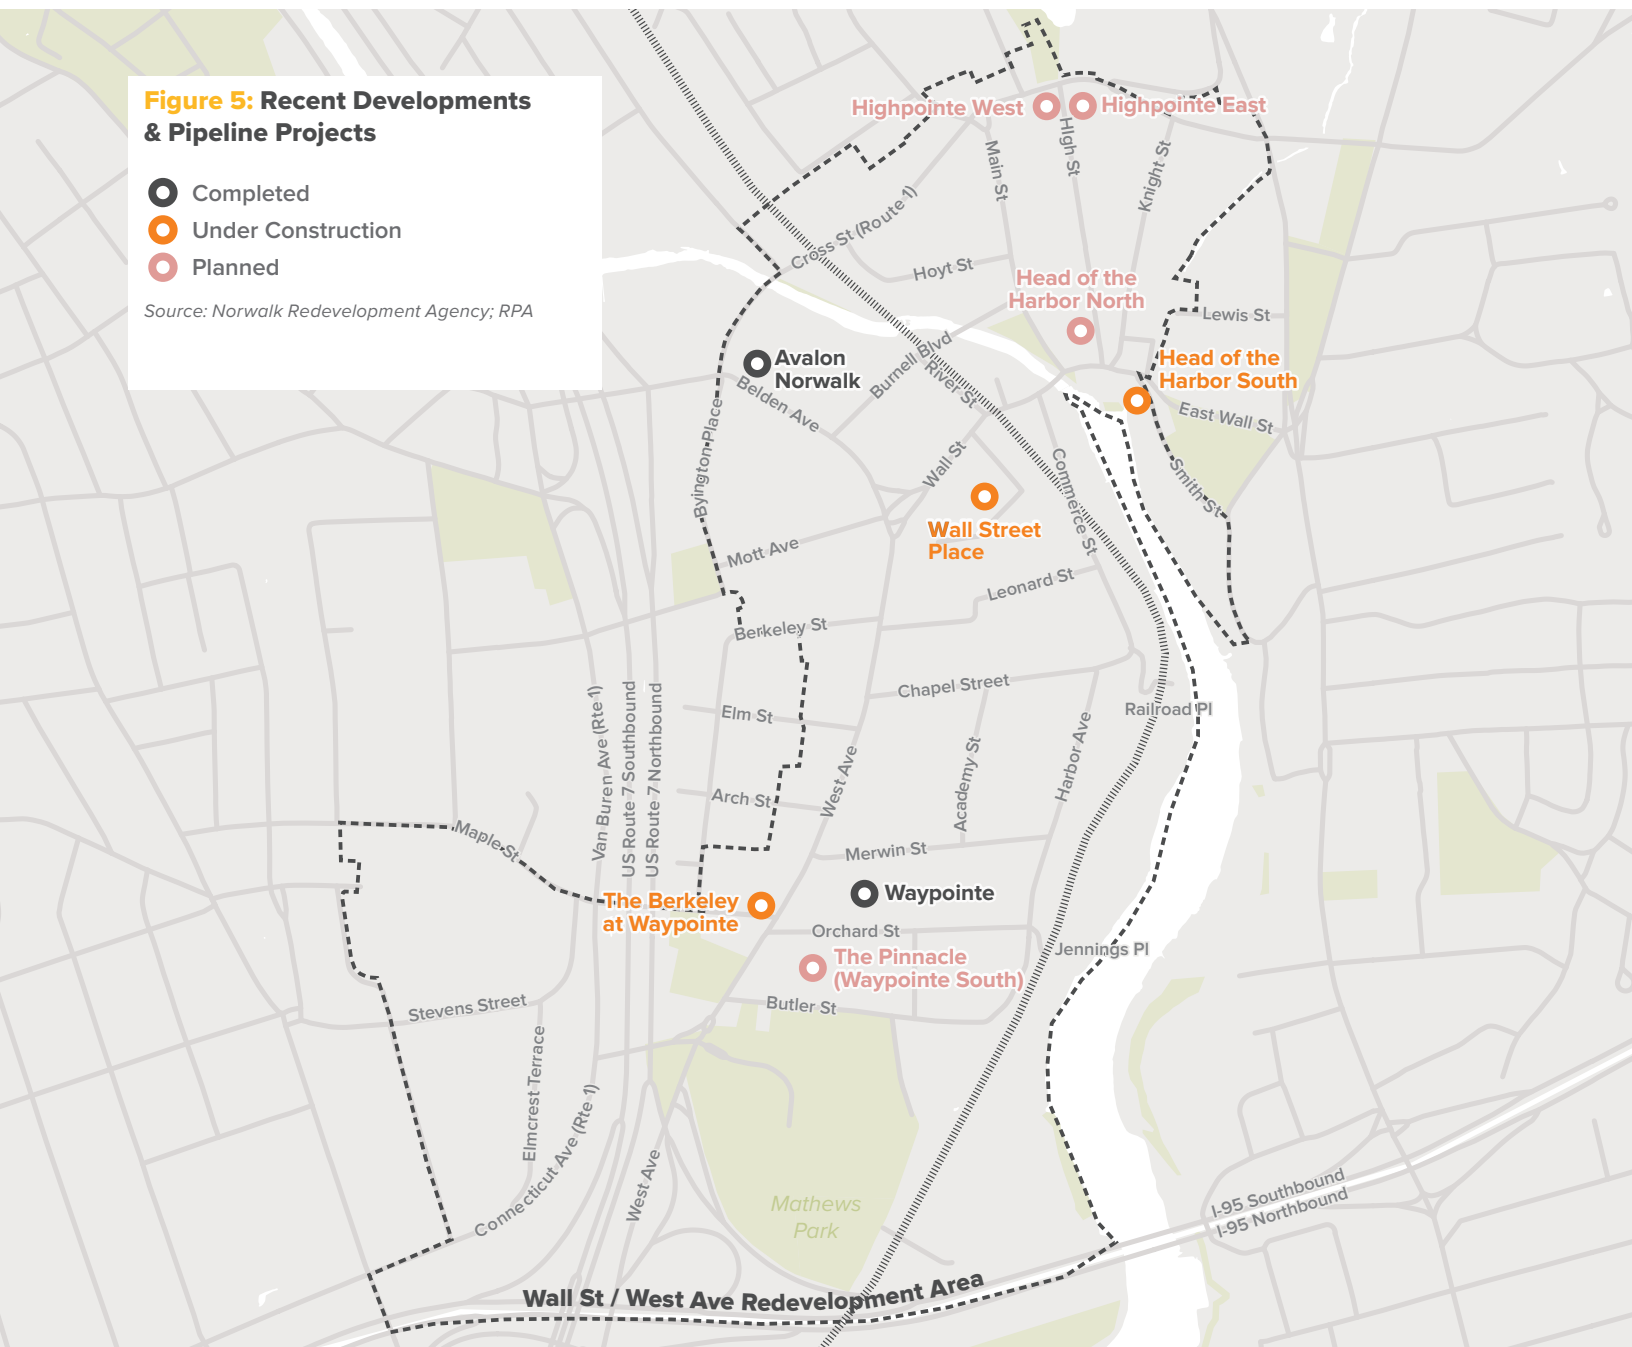 Figure 5: Recent Developments
& Pipeline Projects
Completed
Under Construction
Planned
Source: Norwalk Redevelopment Agency; RPA
Highpointe West
Highpointe East
Main St
HIgh St
Knight St
Cross St (Route 1)
Hoyt St
Head of the
Harbor North
Lewis St
Head of the
Harbor South
East Wall St
Smith St
Avalon
Norwalk
Belden Ave
Burnell Blvd
River St
Byington Place
Wall St
Commerce St
Wall Street
Place
Mott Ave
Leonard St
Berkeley St
Chapel Street
Elm St
Railroad Pl
Van Buren Ave (Rte 1)
US Route 7 Southbound
US Route 7 Northbound
West Ave
Academy St
Harbor Ave
Arch St
Maple St
Merwin St
The Berkeley
at Waypointe
Waypointe
Orchard St
Jennings Pl
The Pinnacle
(Waypointe South)
Butler St
Stevens Street
Elmcrest Terrace
Connecticut Ave (Rte 1)
West Ave
Mathews
Park
I-95 Southbound
I-95 Northbound
Wall St / West Ave Redevelopment Area